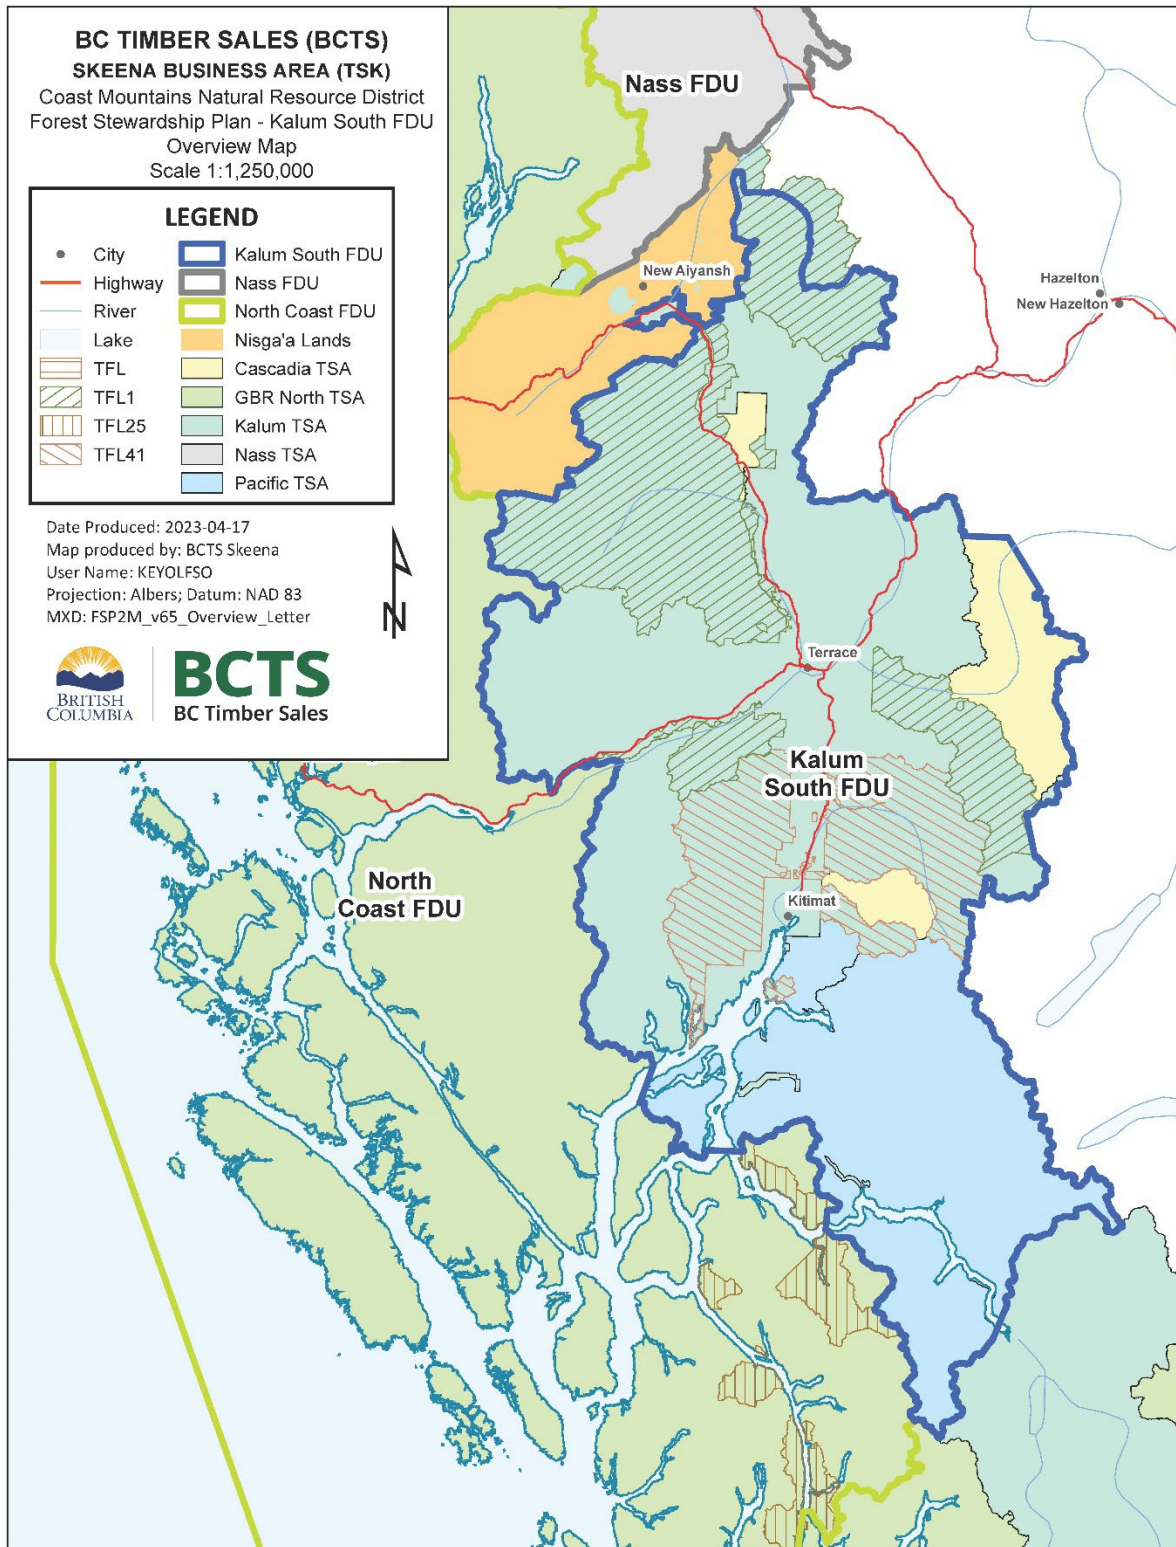 BC TIMBER SALES (BCTS)
SKEENA BUSINESS AREA (TSK)
Coast Mountains Natural Resource District
Forest Stewardship Plan - Kalum South FDU
Overview Map
Scale 1:1,250,000
LEGEND
City
Highway
River
Lake
TFL
TFL1
TFL25
TFL41
Kalum South FDU
Nass FDU
North Coast FDU
Nisga'a Lands
Cascadia TSA
GBR North TSA
Kalum TSA
Nass TSA
Pacific TSA
Date Produced: 2023-04-17
Map produced by: BCTS Skeena
User Name: KEYOLFSO
Projection: Albers; Datum: NAD 83
MXD: FSP2M_v65_Overview_Letter
N
BRITISH
COLUMBIA
BCTS
BC Timber Sales
Nass FDU
New Aiyansh
Hazelton
New Hazelton
Terrace
Kalum
South FDU
North
Coast FDU
Kitimat